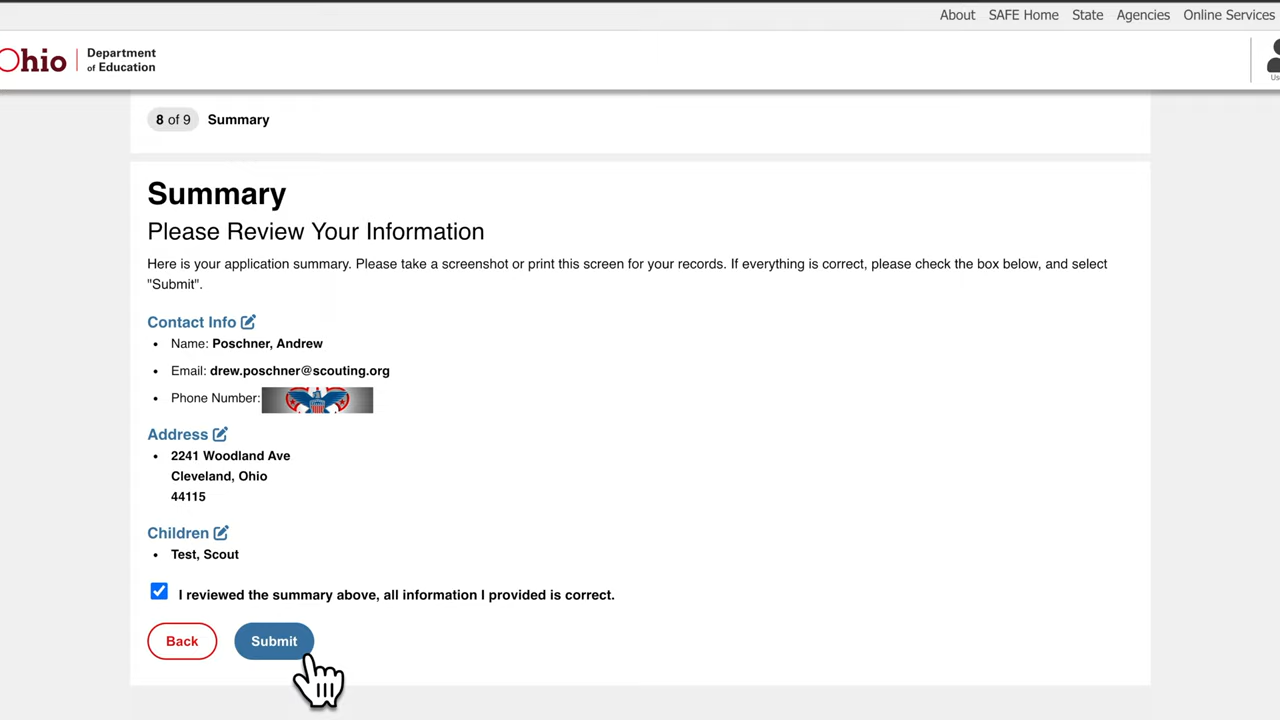 About SAFE Home State Agencies Online Services
Ohio Department
of Education
8 of 9 Summary
Summary
Please Review Your Information
Here is your application summary. Please take a screenshot or print this screen for your records. If everything is correct, please check the box below, and select
"Submit".
Contact Info
• Name: Poschner, Andrew
• Email: drew.poschner@scouting.org
• Phone Number:
Address
• 2241 Woodland Ave
Cleveland, Ohio
44115
Children
• Test, Scout
I reviewed the summary above, all information I provided is correct.
Back Submit